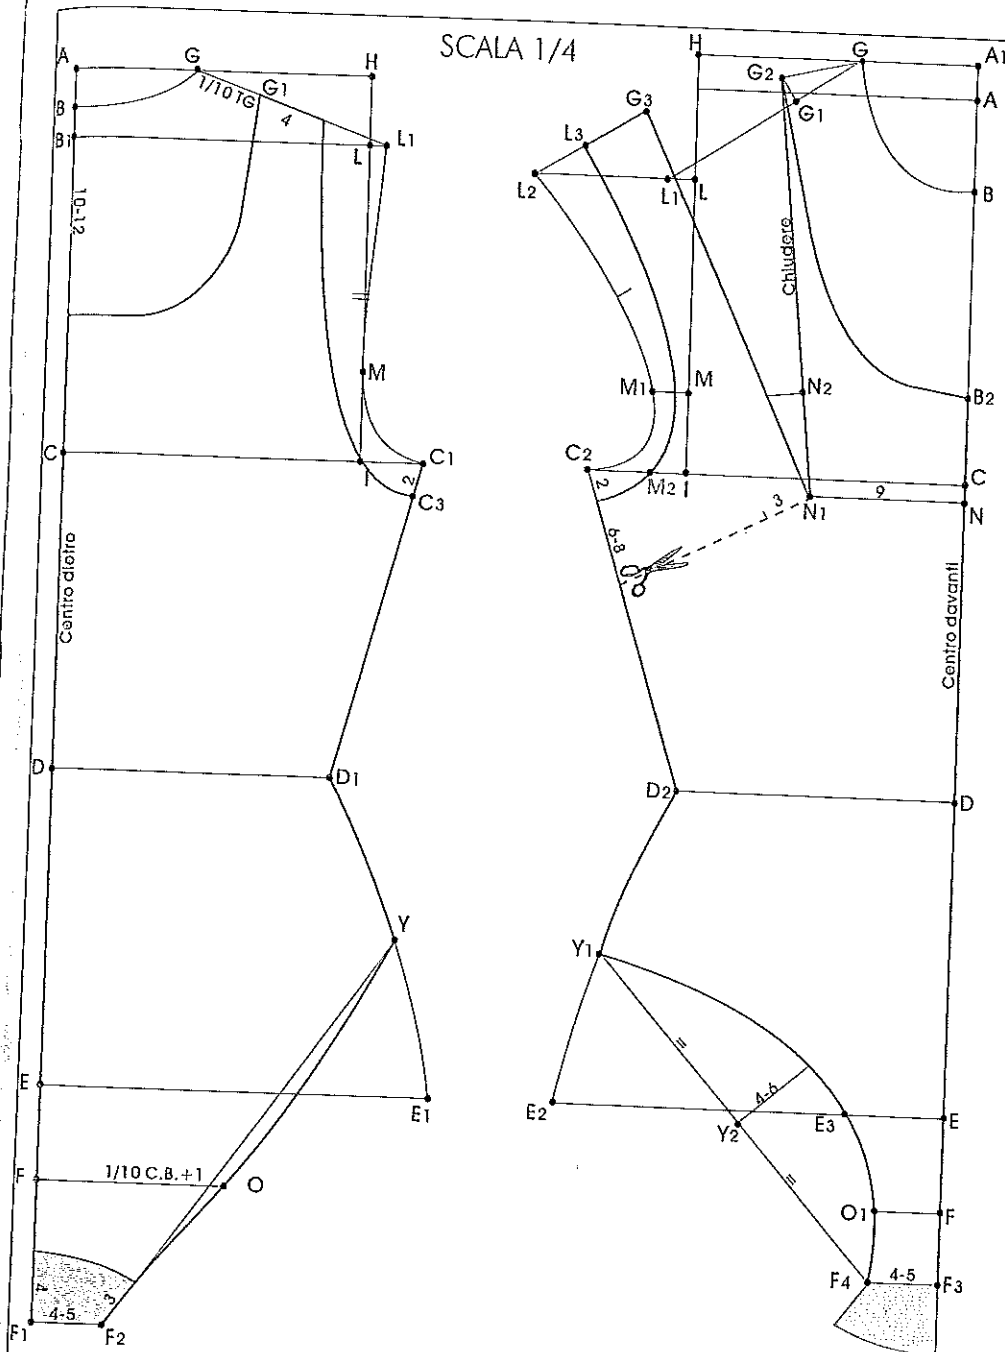 SCALA 1/4
A G H
1/10 TG
G1
4
B
B1
L L1
10-12
M
C C1
I
2
C3
Centro dietro
D D1
Y
E E1
F 1/10 C.B.+1 O
4
3
4-5
F1 F2
H G A1
G2
A
G3 G1
L3
L2 L1 L
B
Chiudere
M1 M N2
B2
C2 M2 I C
2
9
N1 N
3
6-8
Centro davanti
D2 D
Y1
=
4-6
E2 Y2 E3 E
=
O1 F
F4 4-5 F3